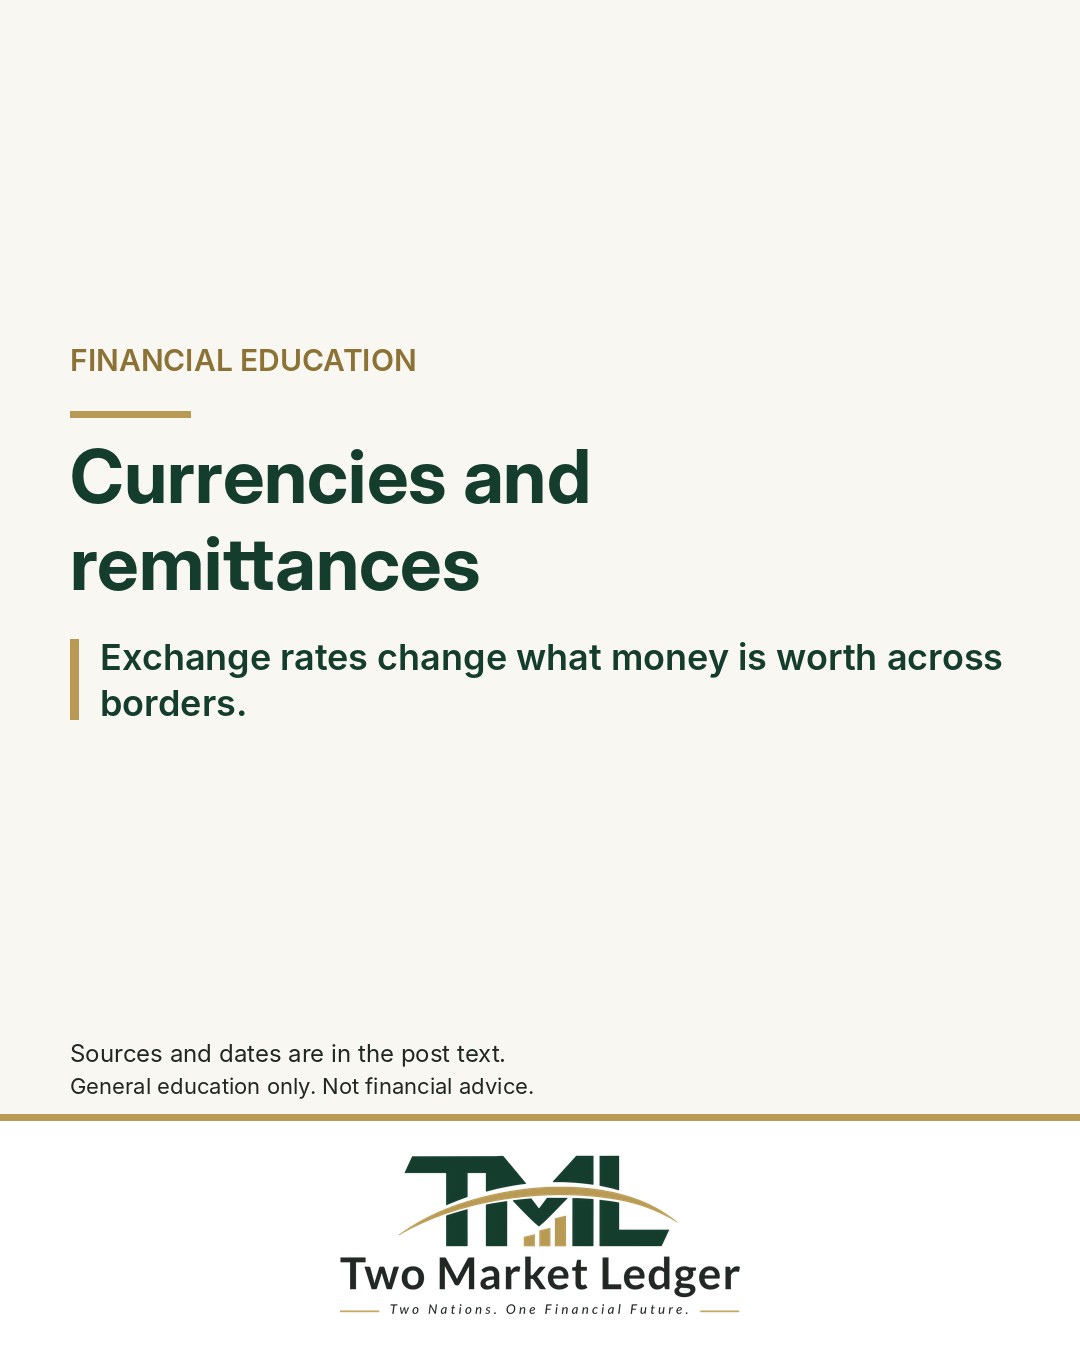 FINANCIAL EDUCATION
Currencies and
remittances
Exchange rates change what money is worth across
borders.
Sources and dates are in the post text.
General education only. Not financial advice.
TML
Two Market Ledger
Two Nations. One Financial Future.